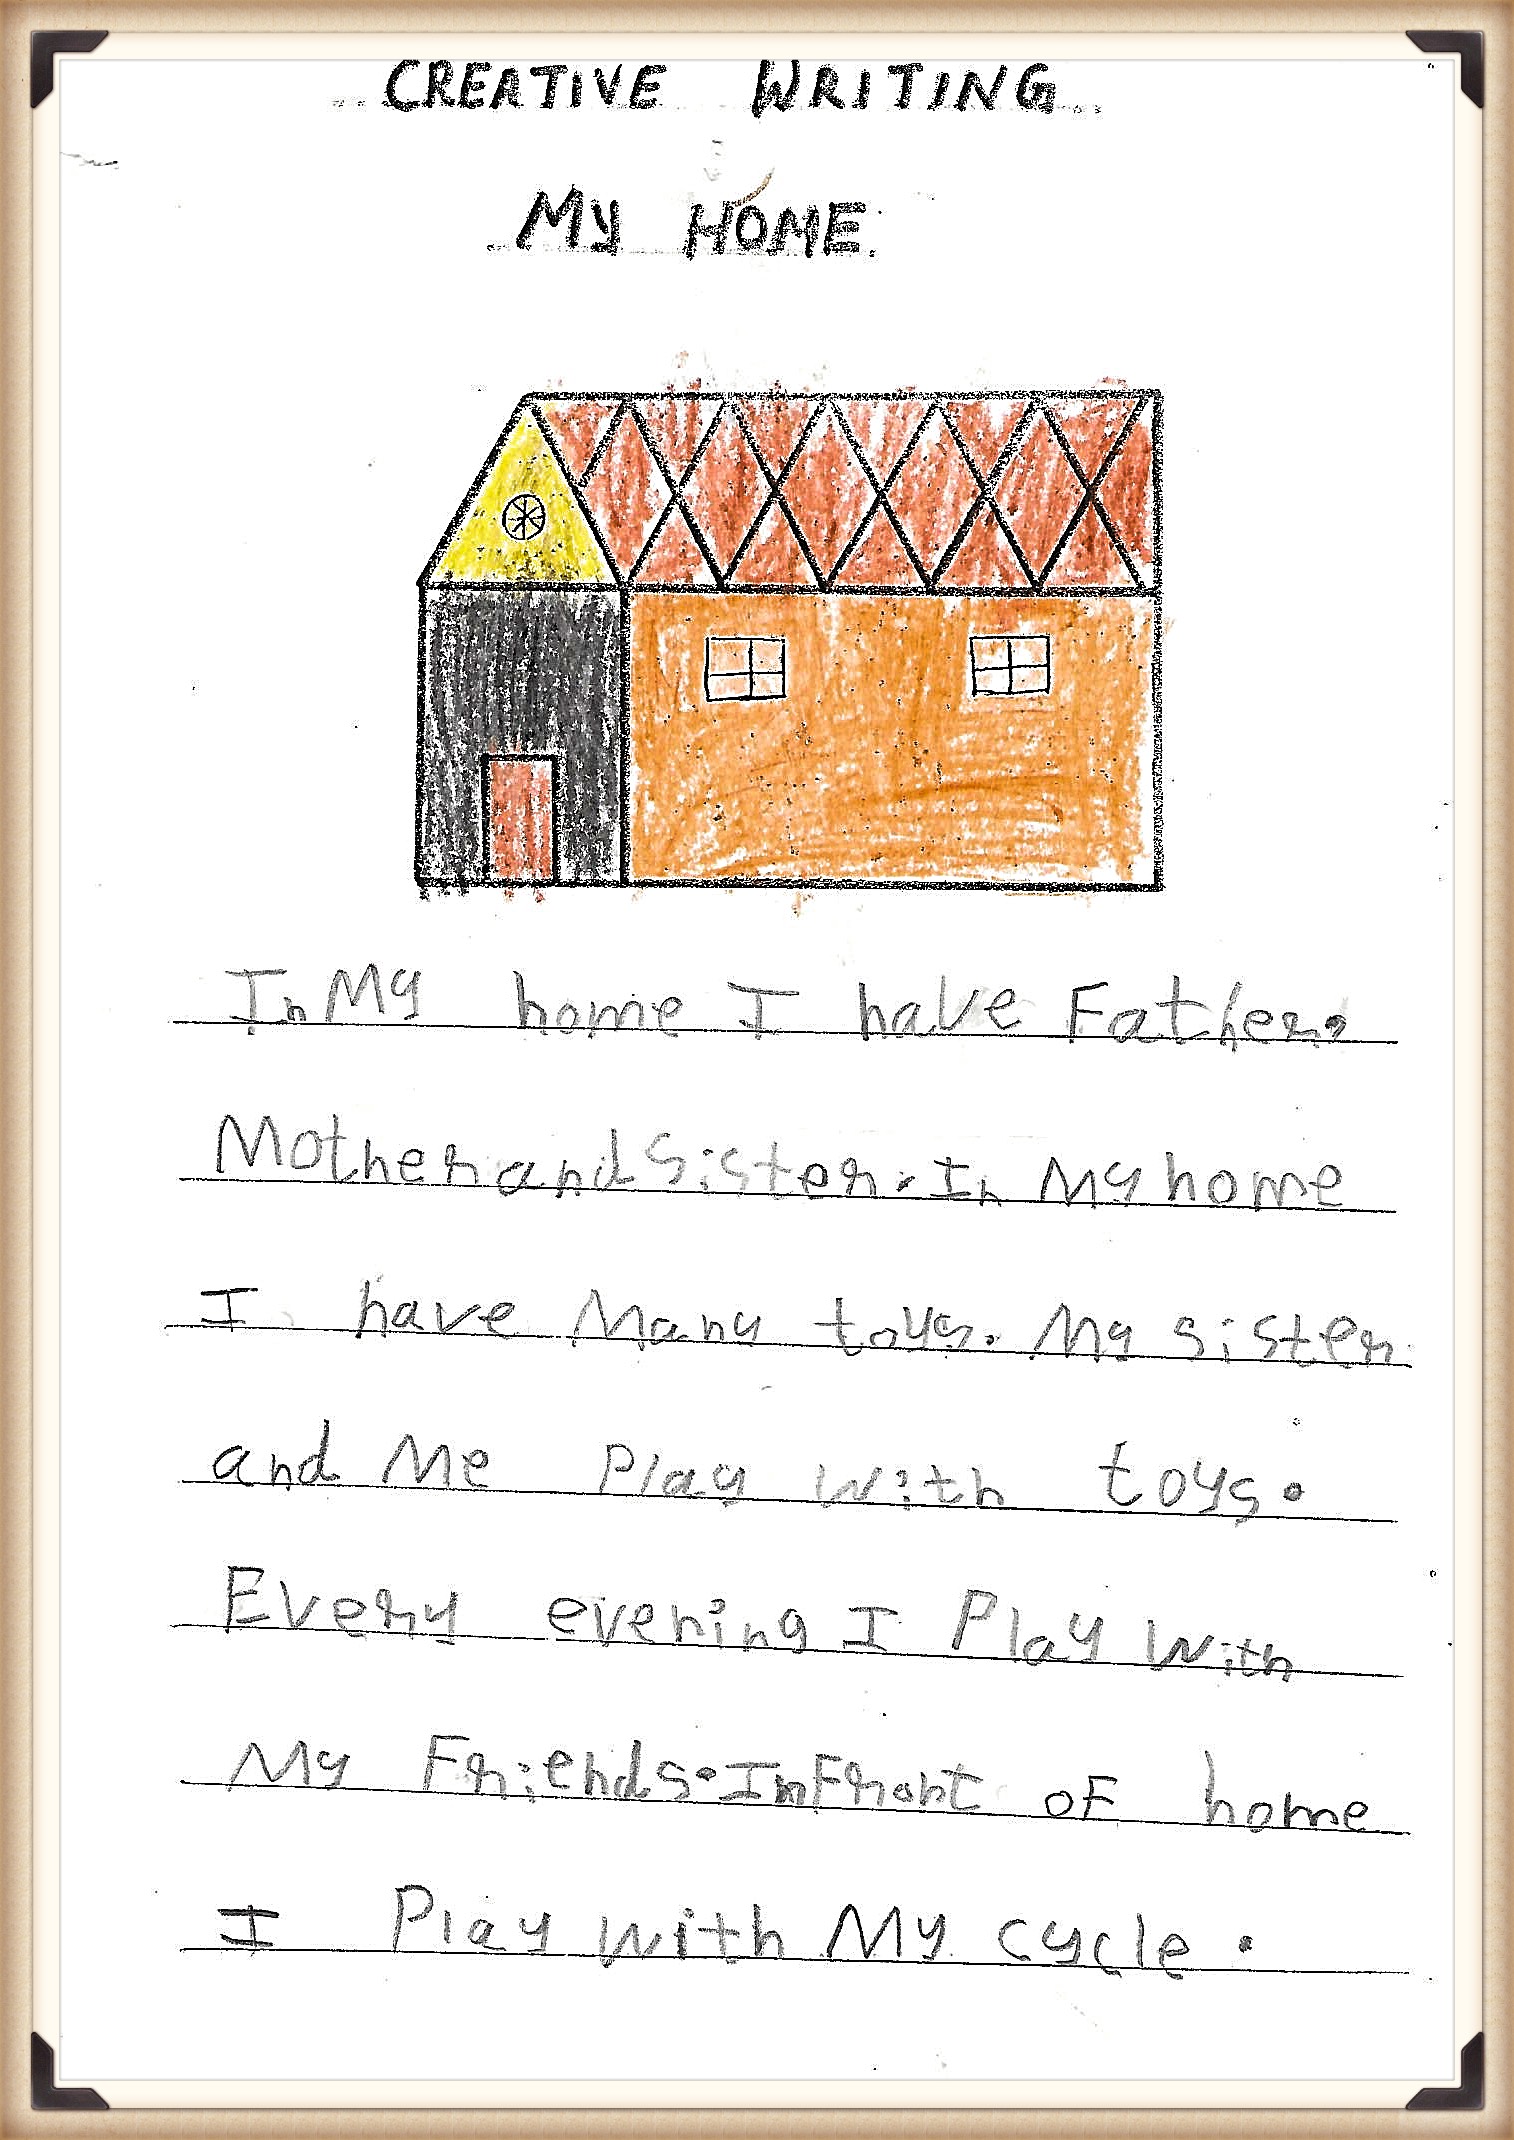 CREATIVE WRITING
MY HOME.
In My home I have Father,
Mother and Sister. In My home
I have Many toys. My sister
and Me Play with toys.
Every evening I Play with
My Friends. In Front of home
I Play with My cycle.